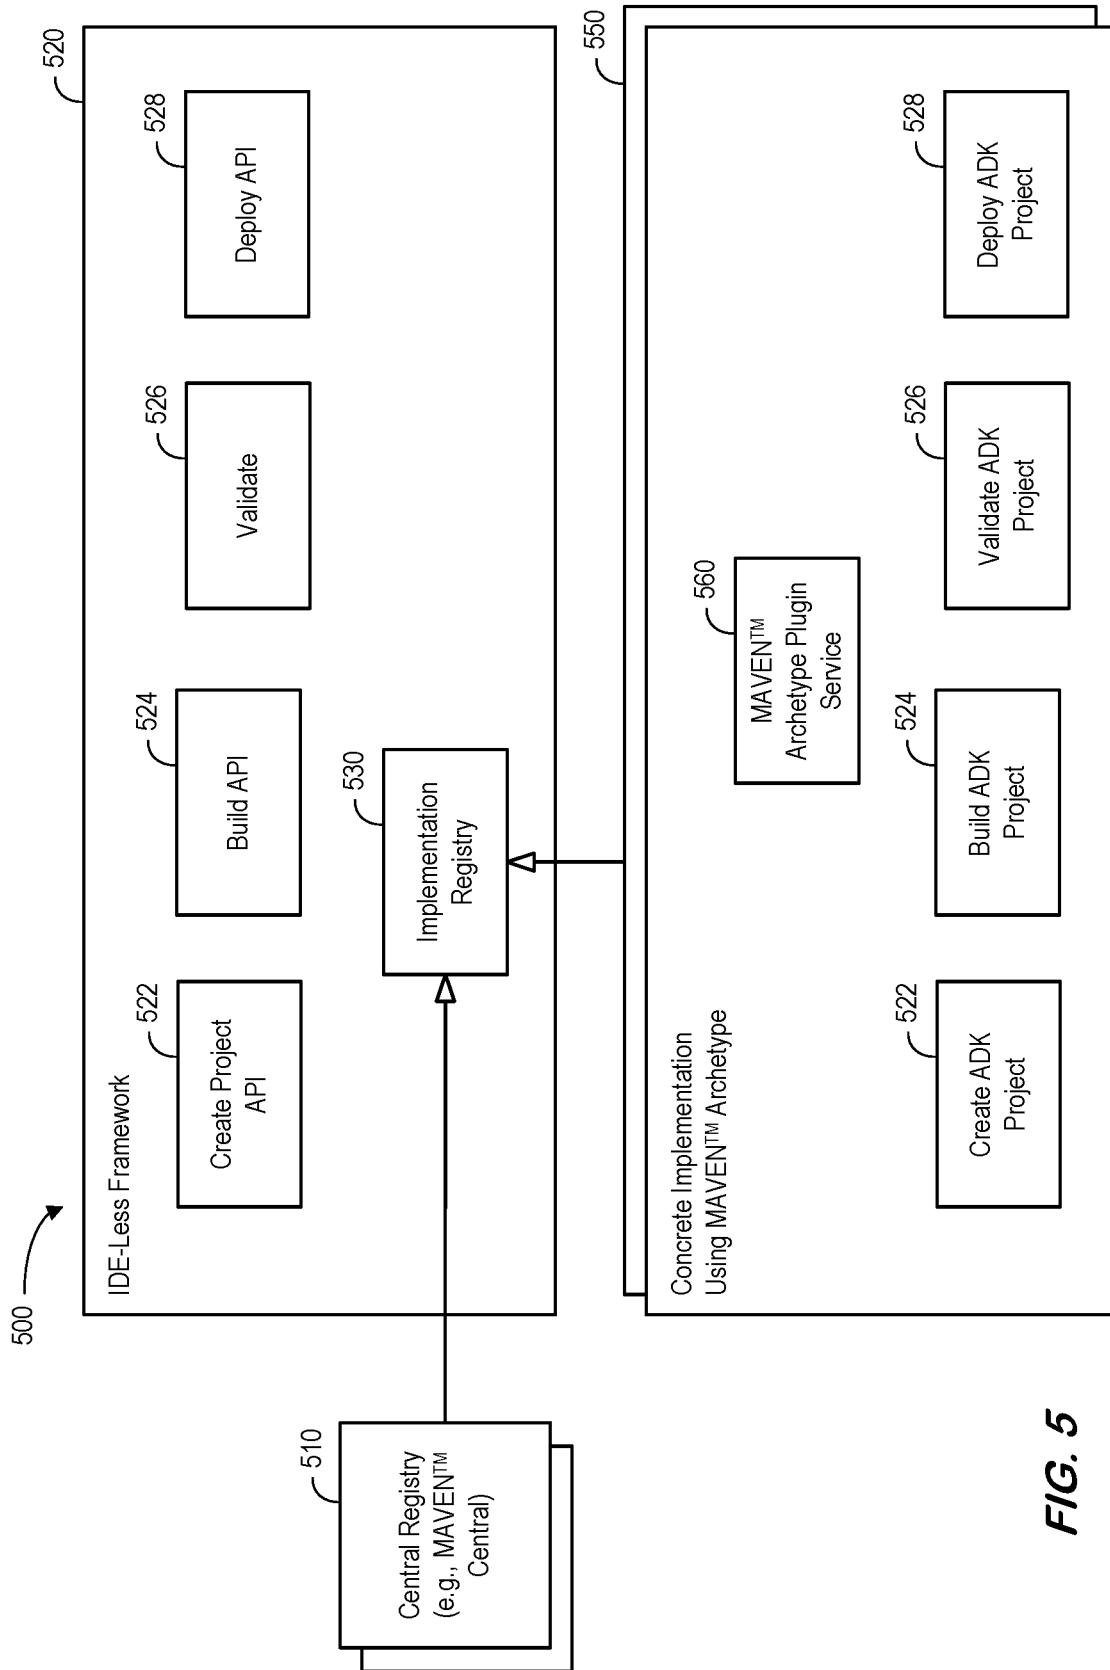 500
520
IDE-Less Framework
522
Create Project
API
524
Build API
526
Validate
528
Deploy API
530
Implementation
Registry
510
Central Registry
(e.g., MAVEN™
Central)
550
Concrete Implementation
Using MAVEN™ Archetype
560
MAVEN™
Archetype Plugin
Service
522
Create ADK
Project
524
Build ADK
Project
526
Validate ADK
Project
528
Deploy ADK
Project
FIG. 5